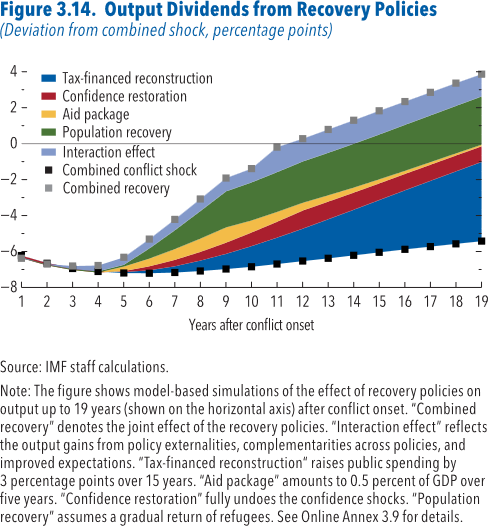 Figure 3.14. Output Dividends from Recovery Policies
(Deviation from combined shock, percentage points)
4
2
0
−2
−4
−6
−8
Tax-financed reconstruction
Confidence restoration
Aid package
Population recovery
Interaction effect
Combined conflict shock
Combined recovery
1 2 3 4 5 6 7 8 9 10 11 12 13 14 15 16 17 18 19
Years after conflict onset
Source: IMF staff calculations.
Note: The figure shows model-based simulations of the effect of recovery policies on
output up to 19 years (shown on the horizontal axis) after conflict onset. “Combined
recovery” denotes the joint effect of the recovery policies. “Interaction effect” reflects
the output gains from policy externalities, complementarities across policies, and
improved expectations. “Tax-financed reconstruction” raises public spending by
3 percentage points over 15 years. “Aid package” amounts to 0.5 percent of GDP over
five years. “Confidence restoration” fully undoes the confidence shocks. “Population
recovery” assumes a gradual return of refugees. See Online Annex 3.9 for details.